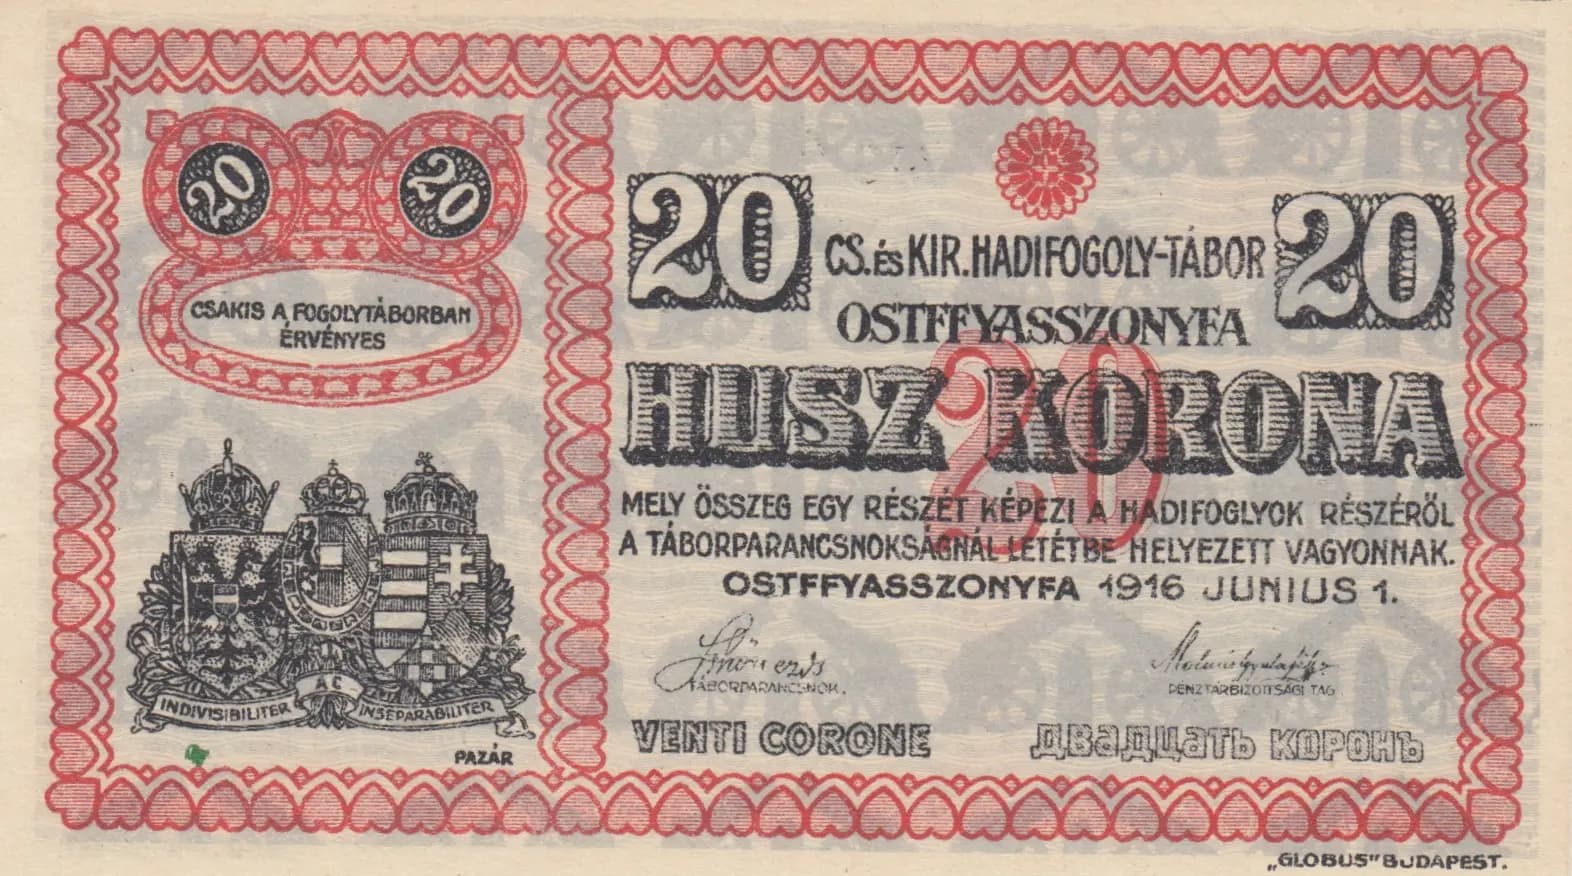 20 20
CSAKIS A FOGOLYTÁBORBAN
ÉRVÉNYES
INDIVISIBILITER AC INSEPARABILITER
PAZÁR
20 20
CS. és KIR. HADIFOGOLY-TÁBOR
OSTFFYASSZONYFA
20
HUSZ KORONA
MELY ÖSSZEG EGY RÉSZÉT KÉPEZI A HADIFOGLYOK RÉSZÉRŐL
A TÁBORPARANCSNOKSÁGNÁL LETÉTBE HELYEZETT VAGYONNAK.
OSTFFYASSZONYFA 1916 JUNIUS 1.
TÁBORPARANCSNOK. PÉNZTÁRBIZOTTSÁGI TAG
VENTI CORONE ДВАДЦАТЬ КОРОНЪ
„GLOBUS" BUDAPEST.